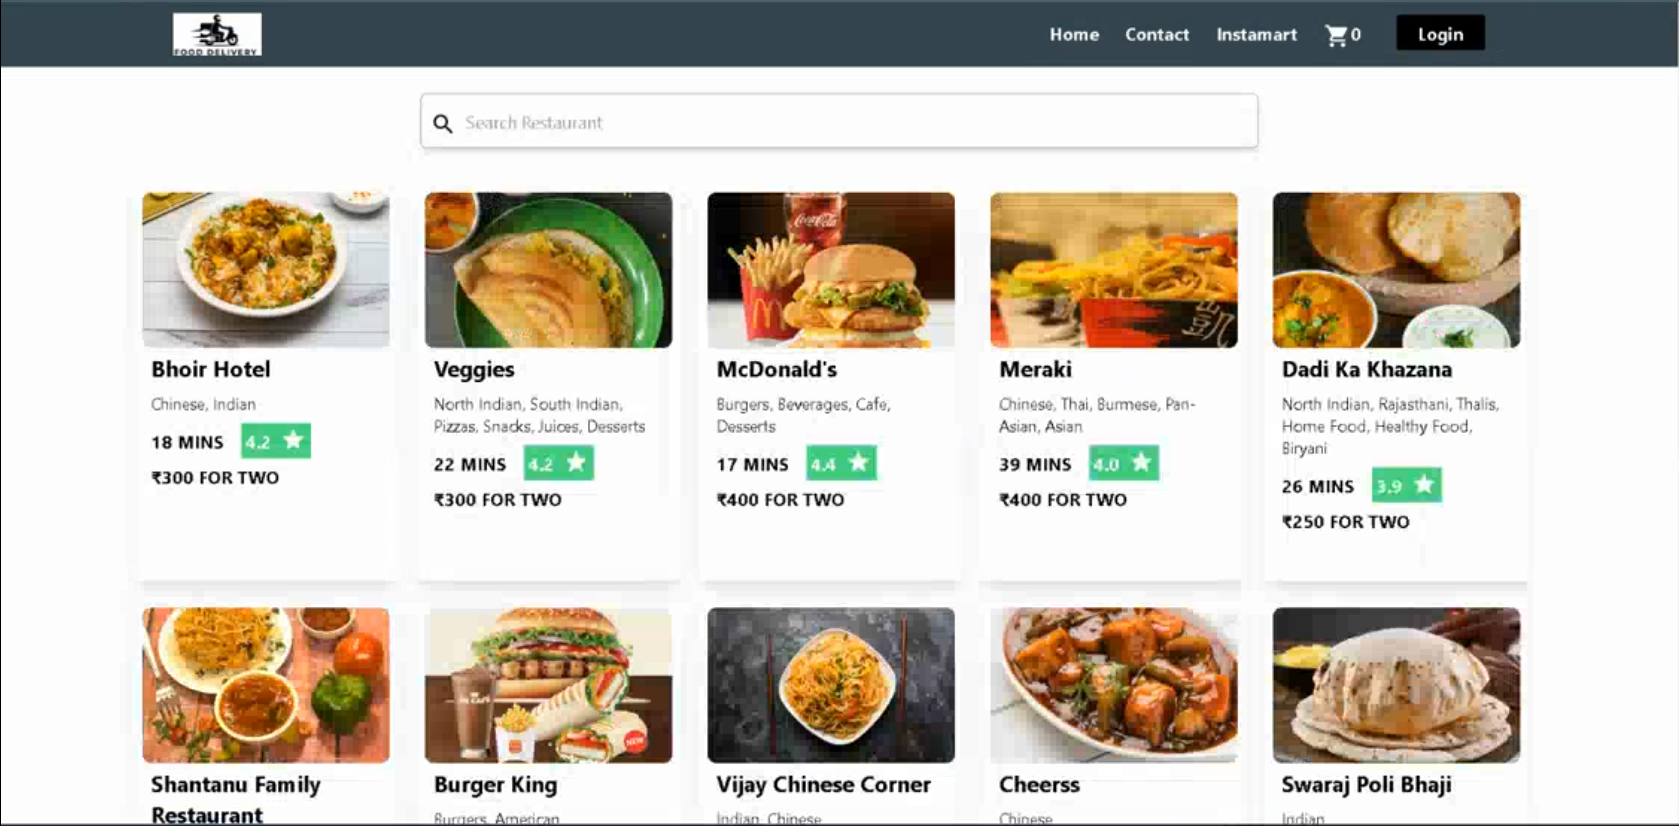 FOOD DELIVERY
Home Contact Instamart 0 Login
Search Restaurant
Coca-Cola
Bhoir Hotel
Chinese, Indian
18 MINS 4.2
₹300 FOR TWO
Veggies
North Indian, South Indian,
Pizzas, Snacks, Juices, Desserts
22 MINS 4.2
₹300 FOR TWO
McDonald's
Burgers, Beverages, Cafe,
Desserts
17 MINS 4.4
₹400 FOR TWO
Meraki
Chinese, Thai, Burmese, Pan-
Asian, Asian
39 MINS 4.0
₹400 FOR TWO
Dadi Ka Khazana
North Indian, Rajasthani, Thalis,
Home Food, Healthy Food,
Biryani
26 MINS 3.9
₹250 FOR TWO
NEW
Shantanu Family
Restaurant
Burger King
Burgers, American
Vijay Chinese Corner
Indian, Chinese
Cheerss
Chinese
Swaraj Poli Bhaji
Indian